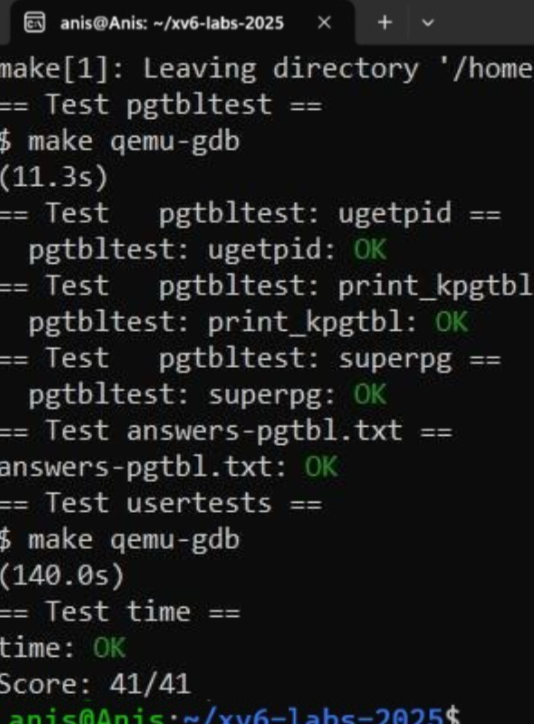 anis@Anis: ~/xv6-labs-2025
make[1]: Leaving directory '/home
== Test pgtbltest ==
$ make qemu-gdb
(11.3s)
== Test   pgtbltest: ugetpid ==
  pgtbltest: ugetpid: OK
== Test   pgtbltest: print_kpgtbl
  pgtbltest: print_kpgtbl: OK
== Test   pgtbltest: superpg ==
  pgtbltest: superpg: OK
== Test answers-pgtbl.txt ==
answers-pgtbl.txt: OK
== Test usertests ==
$ make qemu-gdb
(140.0s)
== Test time ==
time: OK
Score: 41/41
anis@Anis:~/xv6-labs-2025$